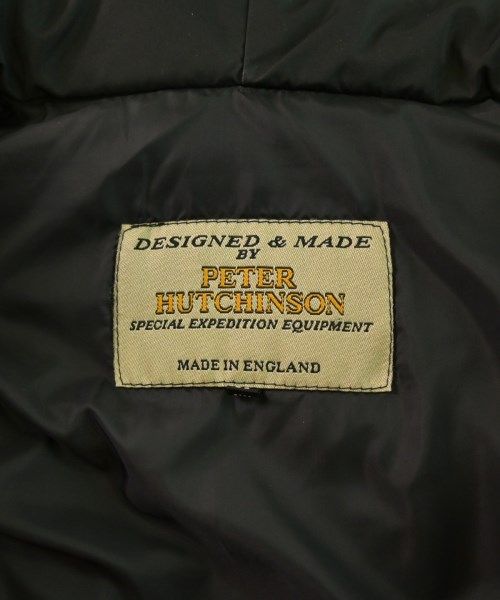 DESIGNED & MADE
BY
PETER
HUTCHINSON
SPECIAL EXPEDITION EQUIPMENT
MADE IN ENGLAND